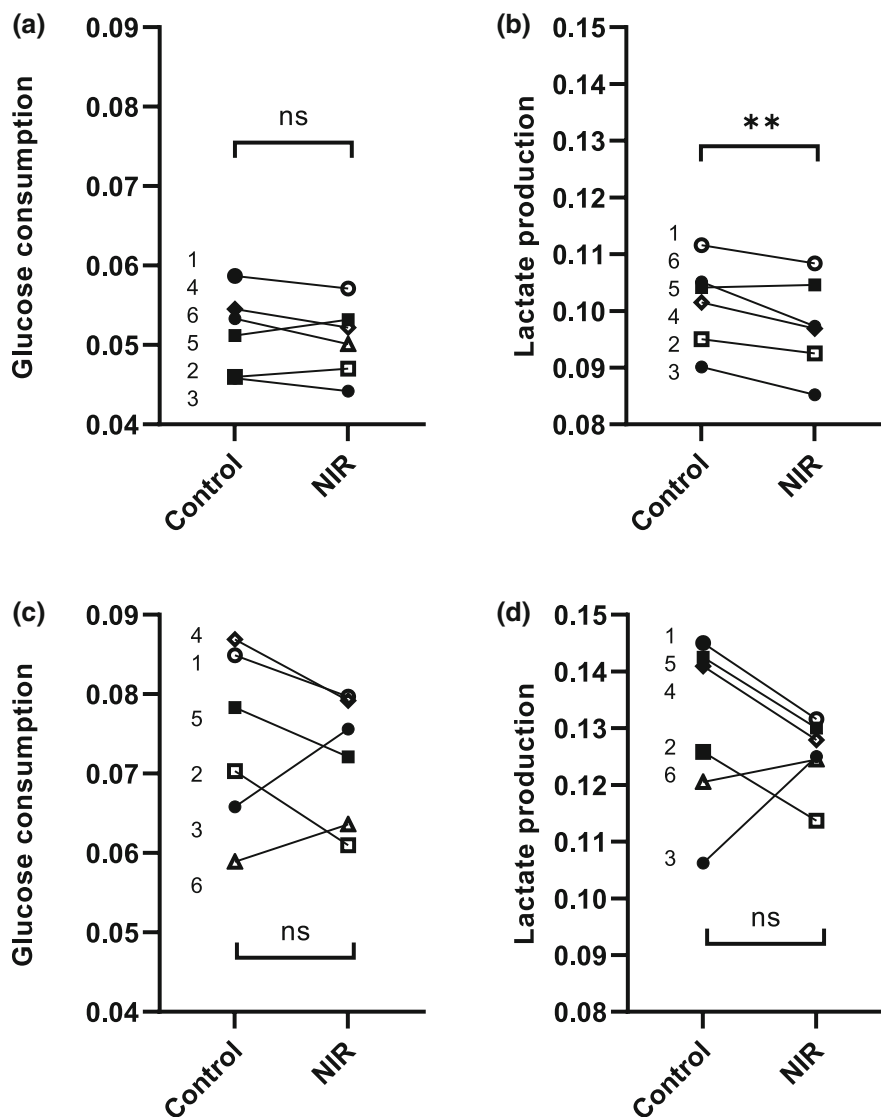 (a)
Glucose consumption
0.09
0.08
0.07
0.06
0.05
0.04
ns
1
4
6
5
2
3
Control
NIR
(b)
Lactate production
0.15
0.14
0.13
0.12
0.11
0.10
0.09
0.08
**
1
6
5
4
2
3
Control
NIR
(c)
Glucose consumption
0.09
0.08
0.07
0.06
0.05
0.04
4
1
5
2
3
6
ns
Control
NIR
(d)
Lactate production
0.15
0.14
0.13
0.12
0.11
0.10
0.09
0.08
1
5
4
2
6
3
ns
Control
NIR